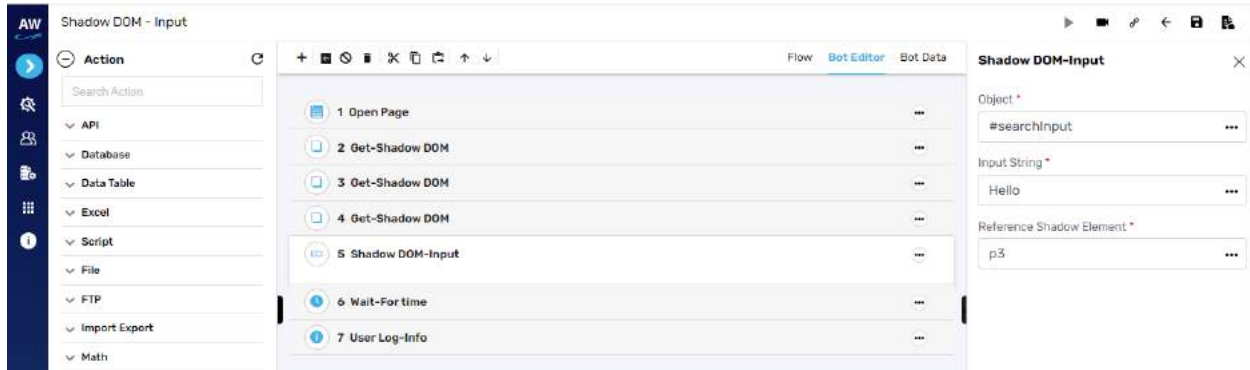 AW
Shadow DOM - Input
Action
Search Action
API
Database
Data Table
Excel
Script
File
FTP
Import Export
Math
Flow Bot Editor Bot Data
1 Open Page
2 Get-Shadow DOM
3 Get-Shadow DOM
4 Get-Shadow DOM
5 Shadow DOM-Input
6 Wait-For time
7 User Log-Info
Shadow DOM-Input
Object *
#searchInput
Input String *
Hello
Reference Shadow Element *
p3